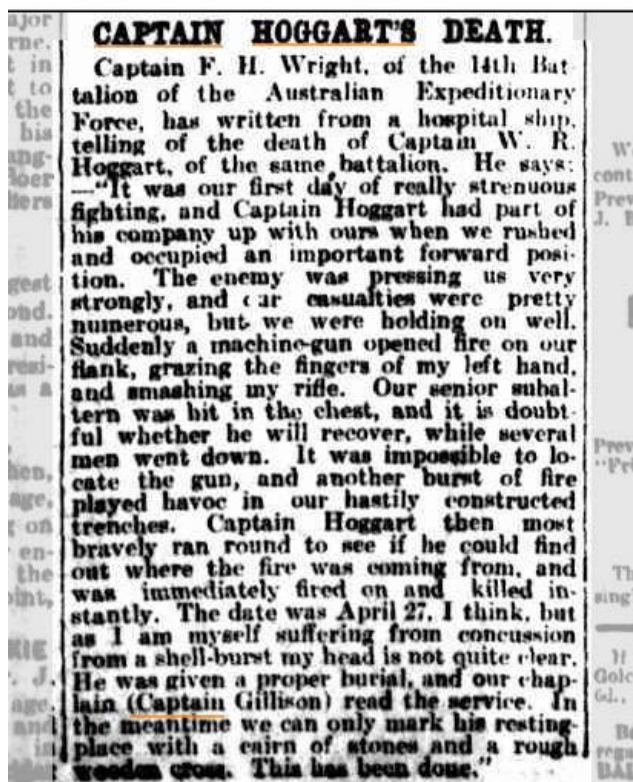 CAPTAIN HOGGART'S DEATH.
Captain F. H. Wright, of the 14th Bat-
talion of the Australian Expeditionary
Force, has written from a hospital ship,
telling of the death of Captain W. R.
Hoggart, of the same battalion. He says:
—"It was our first day of really strenuous
fighting, and Captain Hoggart had part of
his company up with ours when we rushed
and occupied an important forward posi-
tion. The enemy was pressing us very
strongly, and our casualties were pretty
numerous, but we were holding on well.
Suddenly a machine-gun opened fire on our
flank, grazing the fingers of my left hand,
and smashing my rifle. Our senior subal-
tern was hit in the chest, and it is doubt-
ful whether he will recover, while several
men went down. It was impossible to lo-
cate the gun, and another burst of fire
played havoc in our hastily constructed
trenches. Captain Hoggart then most
bravely ran round to see if he could find
out where the fire was coming from, and
was immediately fired on and killed in-
stantly. The date was April 27, I think, but
as I am myself suffering from concussion
from a shell-burst my head is not quite clear.
He was given a proper burial, and our chap-
lain (Captain Gillison) read the service. In
the meantime we can only mark his resting-
place with a cairn of stones and a rough
wooden cross. This has been done."